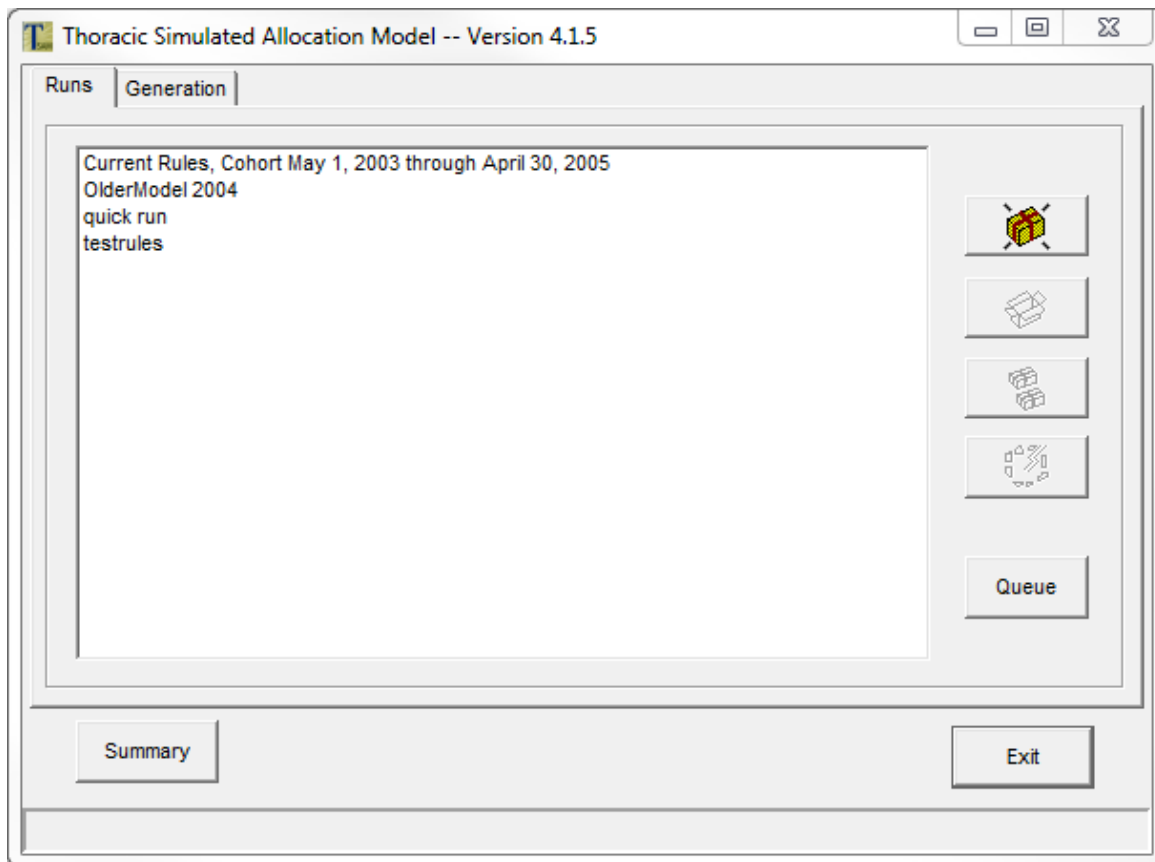 Thoracic Simulated Allocation Model -- Version 4.1.5
Runs
Generation
Current Rules, Cohort May 1, 2003 through April 30, 2005
OlderModel 2004
quick run
testrules
Queue
Summary
Exit